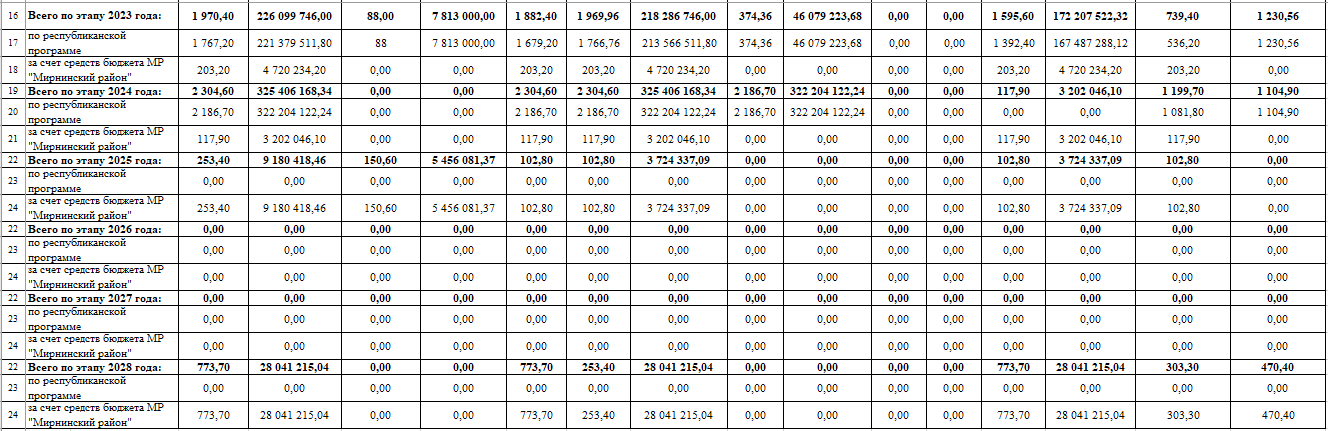 16 Всего по этапу 2023 года: 1 970,40 226 099 746,00 88,00 7 813 000,00 1 882,40 1 969,96 218 286 746,00 374,36 46 079 223,68 0,00 0,00 1 595,60 172 207 522,32 739,40 1 230,56
17 по республиканской программе 1 767,20 221 379 511,80 88 7 813 000,00 1 679,20 1 766,76 213 566 511,80 374,36 46 079 223,68 0,00 0,00 1 392,40 167 487 288,12 536,20 1 230,56
18 за счет средств бюджета МР "Мирнинский район" 203,20 4 720 234,20 0,00 0,00 203,20 203,20 4 720 234,20 0,00 0,00 0,00 0,00 203,20 4 720 234,20 203,20 0,00
19 Всего по этапу 2024 года: 2 304,60 325 406 168,34 0,00 0,00 2 304,60 2 304,60 325 406 168,34 2 186,70 322 204 122,24 0,00 0,00 117,90 3 202 046,10 1 199,70 1 104,90
20 по республиканской программе 2 186,70 322 204 122,24 0,00 0,00 2 186,70 2 186,70 322 204 122,24 2 186,70 322 204 122,24 0,00 0,00 0,00 0,00 1 081,80 1 104,90
21 за счет средств бюджета МР "Мирнинский район" 117,90 3 202 046,10 0,00 0,00 117,90 117,90 3 202 046,10 0,00 0,00 0,00 0,00 117,90 3 202 046,10 117,90 0,00
22 Всего по этапу 2025 года: 253,40 9 180 418,46 150,60 5 456 081,37 102,80 102,80 3 724 337,09 0,00 0,00 0,00 0,00 102,80 3 724 337,09 102,80 0,00
23 по республиканской программе 0,00 0,00 0,00 0,00 0,00 0,00 0,00 0,00 0,00 0,00 0,00 0,00 0,00 0,00 0,00
24 за счет средств бюджета МР "Мирнинский район" 253,40 9 180 418,46 150,60 5 456 081,37 102,80 102,80 3 724 337,09 0,00 0,00 0,00 0,00 102,80 3 724 337,09 102,80 0,00
22 Всего по этапу 2026 года: 0,00 0,00 0,00 0,00 0,00 0,00 0,00 0,00 0,00 0,00 0,00 0,00 0,00 0,00 0,00
23 по республиканской программе 0,00 0,00 0,00 0,00 0,00 0,00 0,00 0,00 0,00 0,00 0,00 0,00 0,00 0,00 0,00
24 за счет средств бюджета МР "Мирнинский район" 0,00 0,00 0,00 0,00 0,00 0,00 0,00 0,00 0,00 0,00 0,00 0,00 0,00 0,00 0,00
22 Всего по этапу 2027 года: 0,00 0,00 0,00 0,00 0,00 0,00 0,00 0,00 0,00 0,00 0,00 0,00 0,00 0,00 0,00
23 по республиканской программе 0,00 0,00 0,00 0,00 0,00 0,00 0,00 0,00 0,00 0,00 0,00 0,00 0,00 0,00 0,00
24 за счет средств бюджета МР "Мирнинский район" 0,00 0,00 0,00 0,00 0,00 0,00 0,00 0,00 0,00 0,00 0,00 0,00 0,00 0,00 0,00
22 Всего по этапу 2028 года: 773,70 28 041 215,04 0,00 0,00 773,70 253,40 28 041 215,04 0,00 0,00 0,00 0,00 773,70 28 041 215,04 303,30 470,40
23 по республиканской программе 0,00 0,00 0,00 0,00 0,00 0,00 0,00 0,00 0,00 0,00 0,00 0,00 0,00 0,00 0,00
24 за счет средств бюджета МР "Мирнинский район" 773,70 28 041 215,04 0,00 0,00 773,70 253,40 28 041 215,04 0,00 0,00 0,00 0,00 773,70 28 041 215,04 303,30 470,40